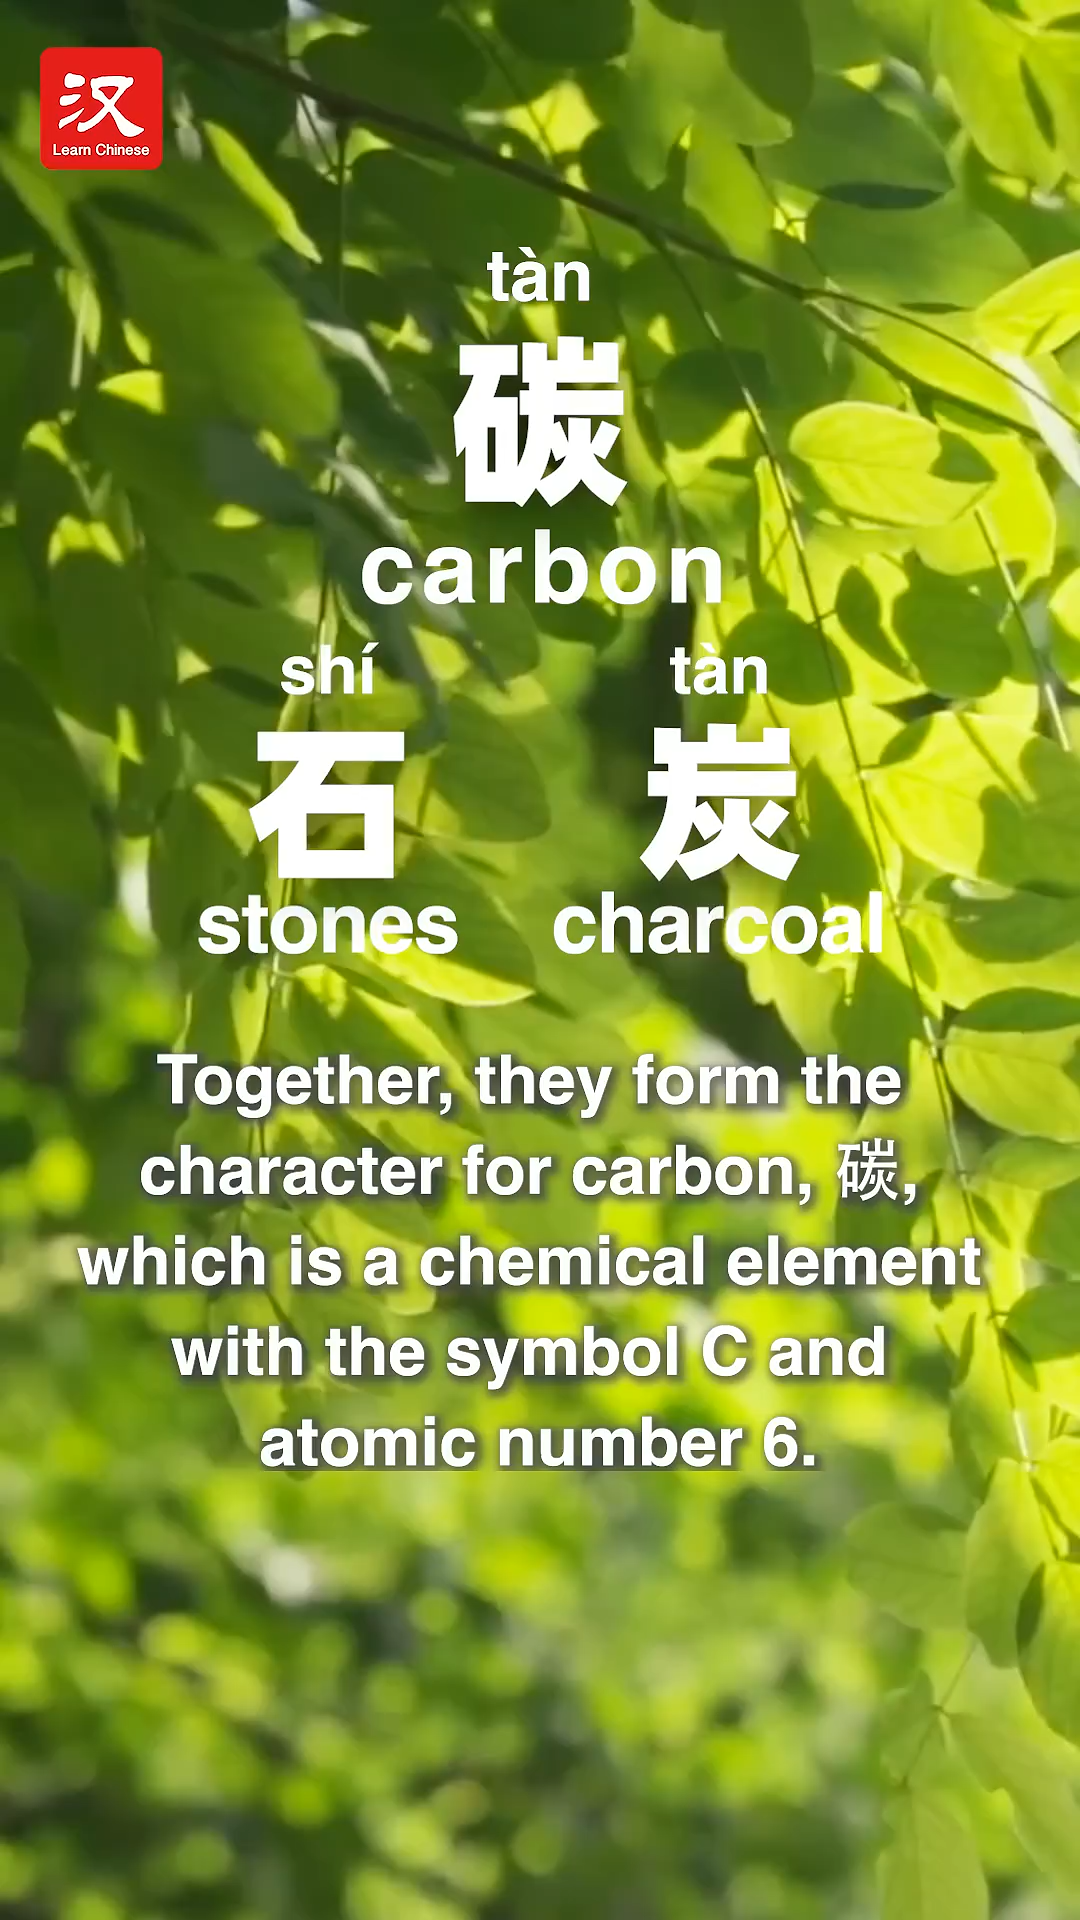 汉
Learn Chinese
tàn
碳
carbon
shí tàn
石 炭
stones charcoal
Together, they form the
character for carbon, 碳,
which is a chemical element
with the symbol C and
atomic number 6.